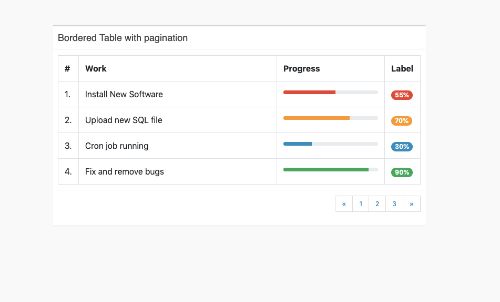 Bordered Table with pagination
# Work Progress Label
1. Install New Software 55%
2. Upload new SQL file 70%
3. Cron job running 30%
4. Fix and remove bugs 90%
« 1 2 3 »